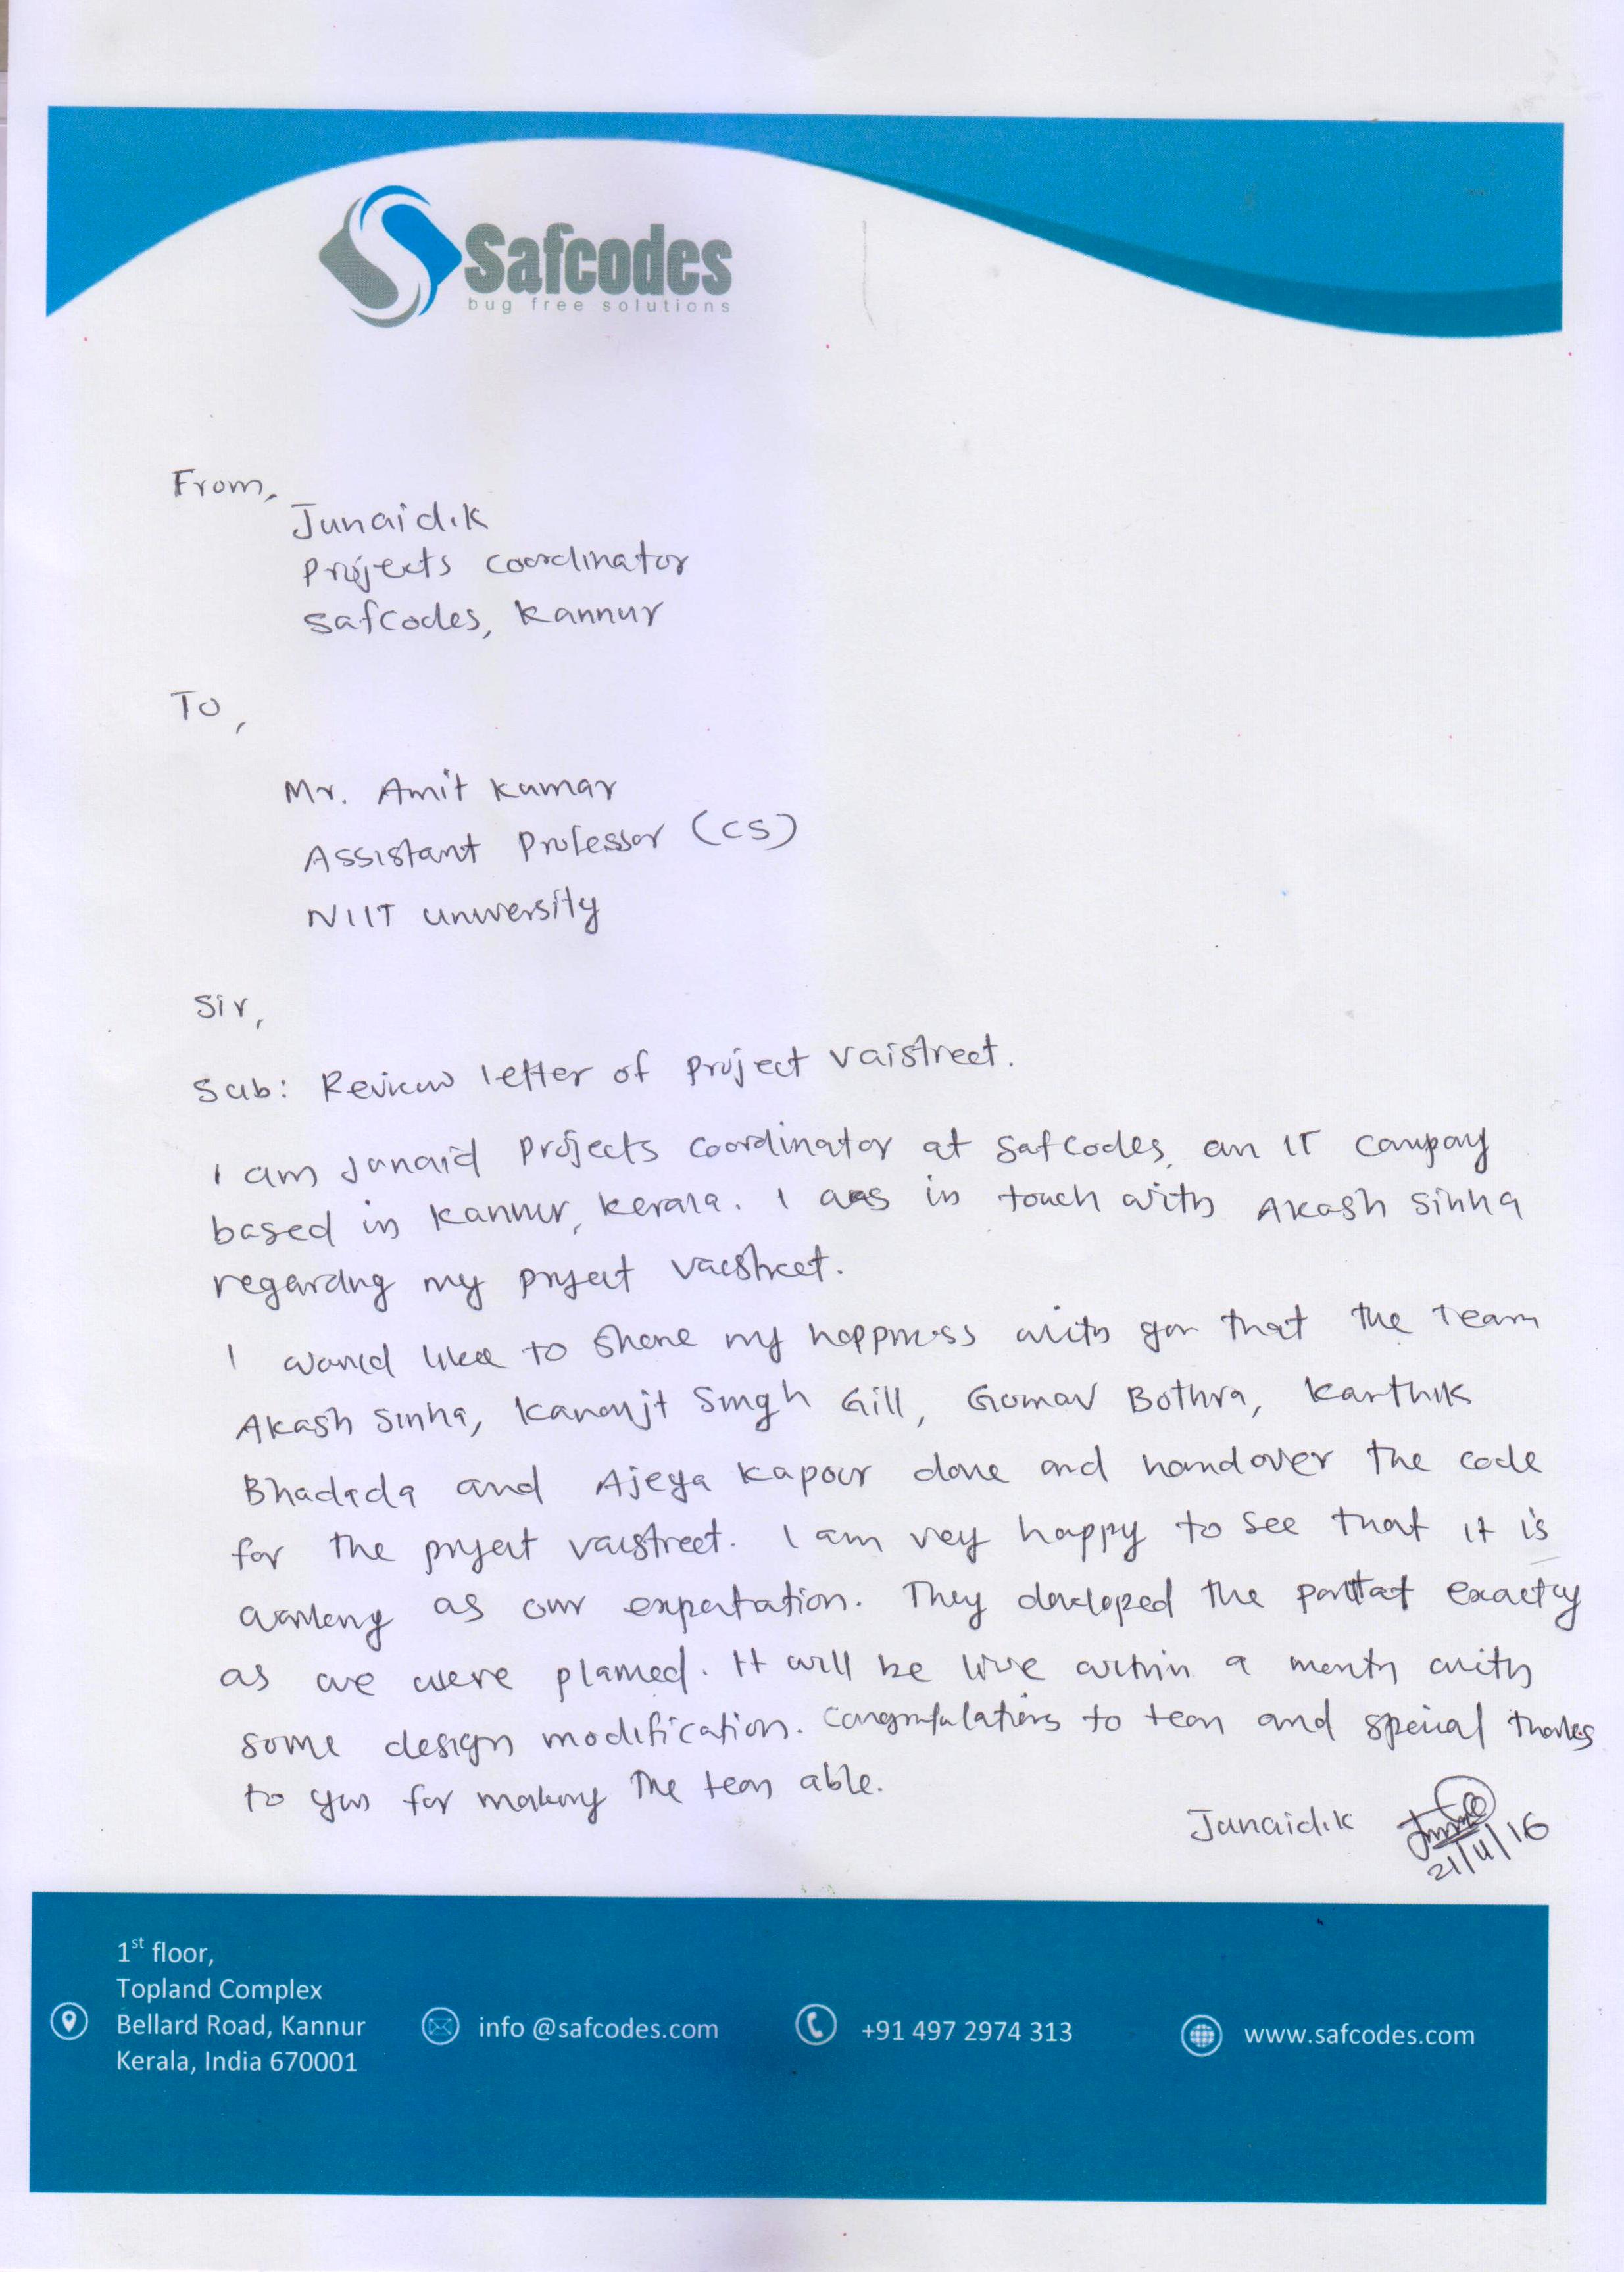 Safcodes
bug free solutions
From,
Junaid.K
Projects coordinator
Safcodes, Kannur
To,
Mr. Amit Kumar
Assistant Professor (CS)
NIIT university
Sir,
Sub: Review letter of project vaistreet.
I am Junaid Projects coordinator at Safcodes, an IT company
based in Kannur, Kerala. I was in touch with Akash Sinha
regarding my project vaistreet.
I would like to share my happiness with you that the team
Akash Sinha, Karanjit Singh Gill, Gaurav Bothra, Karthik
Bhadada and Ajeya Kapoor done and handover the code
for the project vaistreet. I am very happy to see that it is
working as our expectation. They developed the exactly
as we were planned. It will be live within a month with
some design modification. Congratulations to team and special thanks
to you for making the team able.
Junaid.K
21/11/16
1st floor,
Topland Complex
Bellard Road, Kannur
Kerala, India 670001
info @safcodes.com
+91 497 2974 313
www.safcodes.com